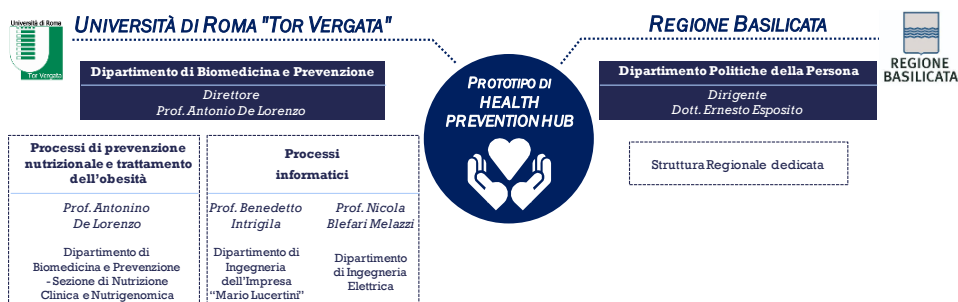 Università di Roma
Tor Vergata
UNIVERSITÀ DI ROMA "TOR VERGATA"
Dipartimento di Biomedicina e Prevenzione
Direttore
Prof. Antonio De Lorenzo
Processi di prevenzione
nutrizionale e trattamento
dell'obesità
Prof. Antonino
De Lorenzo
Dipartimento di
Biomedicina e Prevenzione
- Sezione di Nutrizione
Clinica e Nutrigenomica
Processi
informatici
Prof. Benedetto
Intrigila
Dipartimento di
Ingegneria
dell'Impresa
"Mario Lucertini"
Prof. Nicola
Blefari Melazzi
Dipartimento
di Ingegneria
Elettrica
PROTOTIPO DI
HEALTH
PREVENTION HUB
REGIONE BASILICATA
REGIONE
BASILICATA
Dipartimento Politiche della Persona
Dirigente
Dott. Ernesto Esposito
Struttura Regionale dedicata